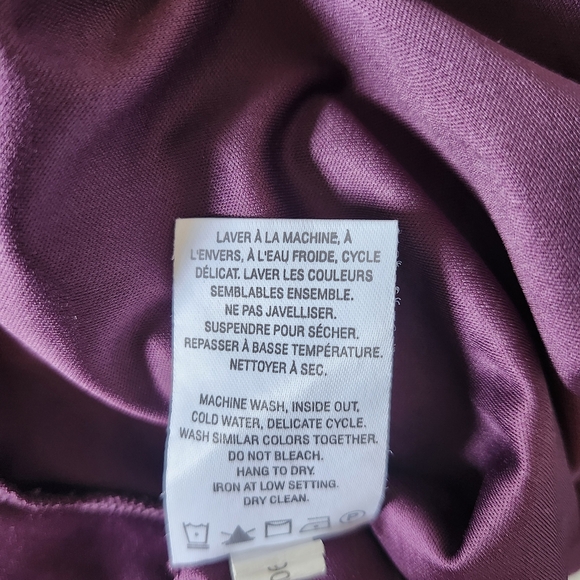 LAVER À LA MACHINE, À
L'ENVERS, À L'EAU FROIDE, CYCLE
DÉLICAT. LAVER LES COULEURS
SEMBLABLES ENSEMBLE.
NE PAS JAVELLISER.
SUSPENDRE POUR SÉCHER.
REPASSER À BASSE TEMPÉRATURE.
NETTOYER À SEC.
MACHINE WASH, INSIDE OUT,
COLD WATER, DELICATE CYCLE.
WASH SIMILAR COLORS TOGETHER.
DO NOT BLEACH.
HANG TO DRY.
IRON AT LOW SETTING.
DRY CLEAN.
P